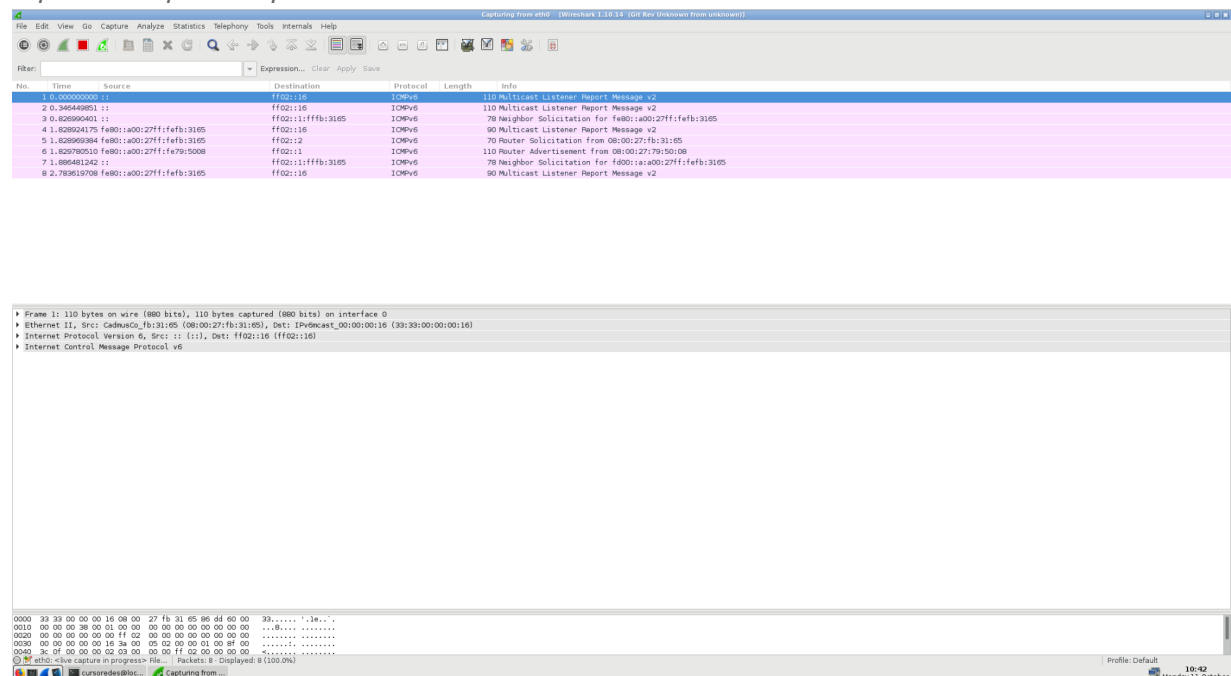 Capturing from eth0 [Wireshark 1.10.14 (Git Rev Unknown from unknown)]
File Edit View Go Capture Analyze Statistics Telephony Tools Internals Help
Filter: Expression... Clear Apply Save
No. Time Source Destination Protocol Length Info
1 0.000000000 :: ff02::16 ICMPv6 110 Multicast Listener Report Message v2
2 0.346449851 :: ff02::16 ICMPv6 110 Multicast Listener Report Message v2
3 0.826990401 :: ff02::1:fffb:3165 ICMPv6 78 Neighbor Solicitation for fe80::a00:27ff:fefb:3165
4 1.828924175 fe80::a00:27ff:fefb:3165 ff02::16 ICMPv6 90 Multicast Listener Report Message v2
5 1.828969384 fe80::a00:27ff:fefb:3165 ff02::2 ICMPv6 70 Router Solicitation from 08:00:27:fb:31:65
6 1.829780510 fe80::a00:27ff:fe79:5008 ff02::1 ICMPv6 110 Router Advertisement from 08:00:27:79:50:08
7 1.886481242 :: ff02::1:fffb:3165 ICMPv6 78 Neighbor Solicitation for fd00::a:a00:27ff:fefb:3165
8 2.783619708 fe80::a00:27ff:fefb:3165 ff02::16 ICMPv6 90 Multicast Listener Report Message v2
Frame 1: 110 bytes on wire (880 bits), 110 bytes captured (880 bits) on interface 0
Ethernet II, Src: CadmusCo_fb:31:65 (08:00:27:fb:31:65), Dst: IPv6mcast_00:00:00:16 (33:33:00:00:00:16)
Internet Protocol Version 6, Src: :: (::), Dst: ff02::16 (ff02::16)
Internet Control Message Protocol v6
0000 33 33 00 00 00 16 08 00 27 fb 31 65 86 dd 60 00 33...... '.1e..`.
0010 00 00 00 38 00 01 00 00 00 00 00 00 00 00 00 00 ...8.... ........
0020 00 00 00 00 00 00 ff 02 00 00 00 00 00 00 00 00 ........ ........
0030 00 00 00 00 00 16 3a 00 05 02 00 00 01 00 8f 00 ......:. ........
0040 3c 0f 00 00 00 02 03 00 00 00 ff 02 00 00 00 00 <....... ........
eth0: <live capture in progress> File... Packets: 8 · Displayed: 8 (100.0%) Profile: Default
cursoredes@loc... Capturing from ... 10:42